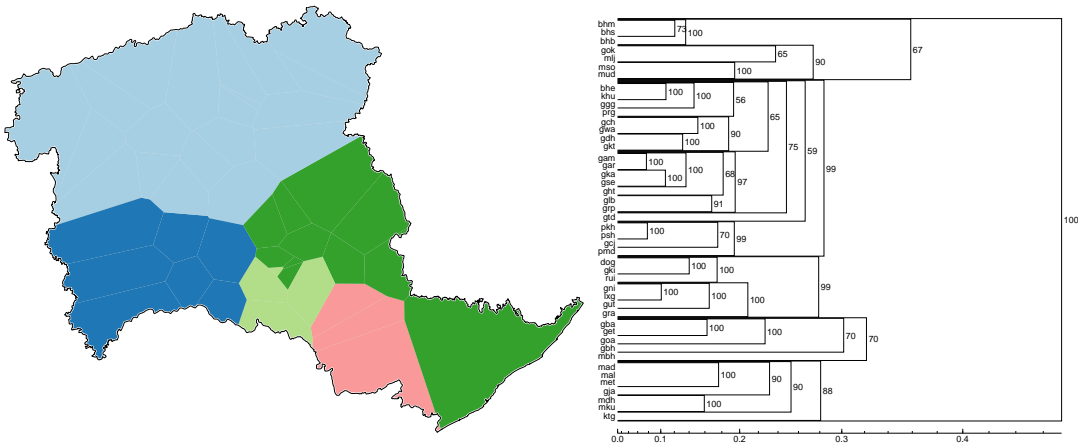 bhm
bhs
bhb
73
100
67
gok
mlj
65
90
mso
mud
100
bhe
khu
100
100
56
65
75
59
99
ggg
prg
gch
gwa
100
90
gdh
gkt
100
gam
gar
100
68
97
gka
gse
100
100
ght
glb
91
grp
gtd
pkh
psh
100
70
99
gcj
pmd
dog
gki
100
100
99
rui
gni
lxg
100
100
100
gut
gra
gba
get
100
100
70
70
goa
gbh
mbh
mad
mal
100
90
90
88
met
gja
mdh
mku
100
ktg
100
0.0 0.1 0.2 0.3 0.4